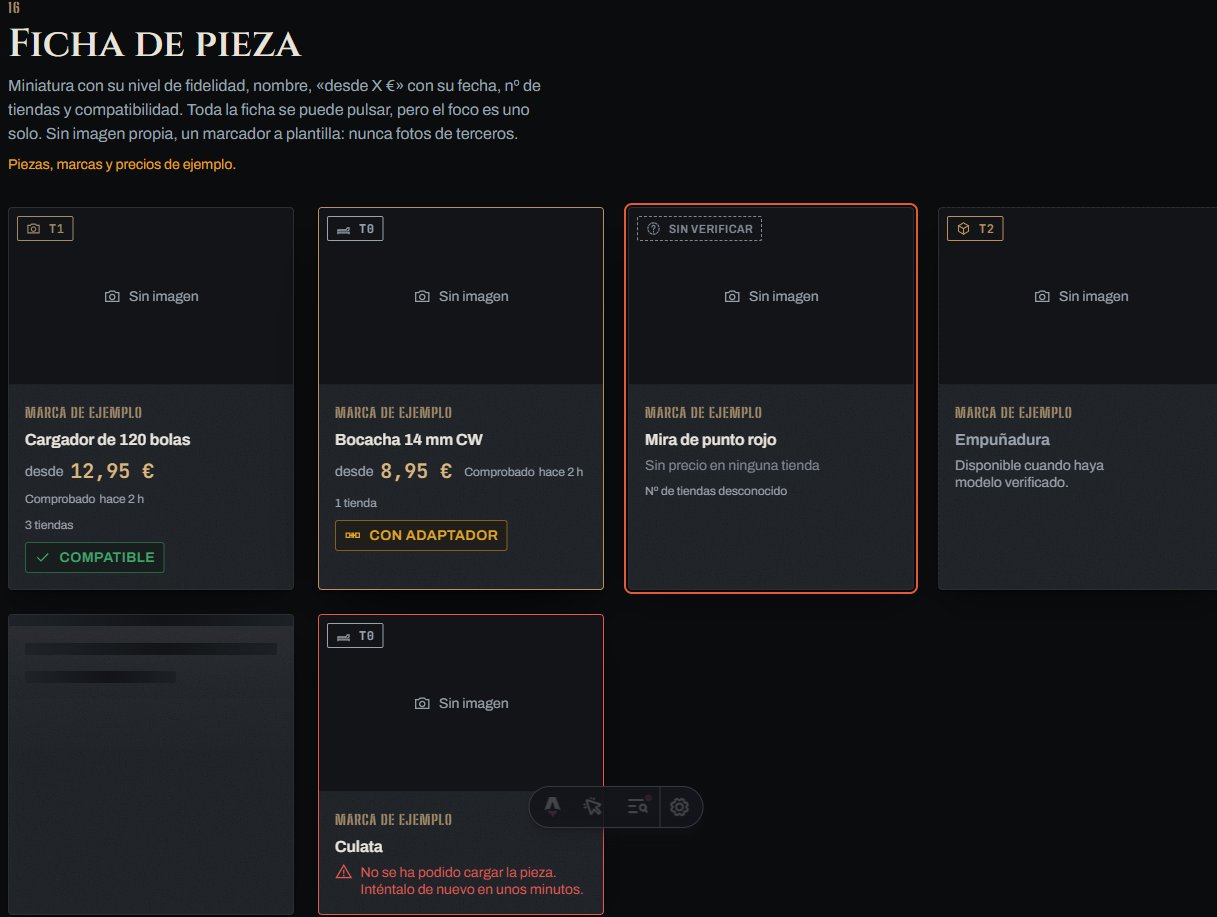 16
Ficha de pieza
Miniatura con su nivel de fidelidad, nombre, «desde X €» con su fecha, nº de
tiendas y compatibilidad. Toda la ficha se puede pulsar, pero el foco es uno
solo. Sin imagen propia, un marcador a plantilla: nunca fotos de terceros.
Piezas, marcas y precios de ejemplo.
T1
Sin imagen
MARCA DE EJEMPLO
Cargador de 120 bolas
desde 12,95 €
Comprobado hace 2 h
3 tiendas
COMPATIBLE
T0
Sin imagen
MARCA DE EJEMPLO
Bocacha 14 mm CW
desde 8,95 € Comprobado hace 2 h
1 tienda
CON ADAPTADOR
SIN VERIFICAR
Sin imagen
MARCA DE EJEMPLO
Mira de punto rojo
Sin precio en ninguna tienda
Nº de tiendas desconocido
T2
Sin imagen
MARCA DE EJEMPLO
Empuñadura
Disponible cuando haya
modelo verificado.
T0
Sin imagen
MARCA DE EJEMPLO
Culata
No se ha podido cargar la pieza.
Inténtalo de nuevo en unos minutos.